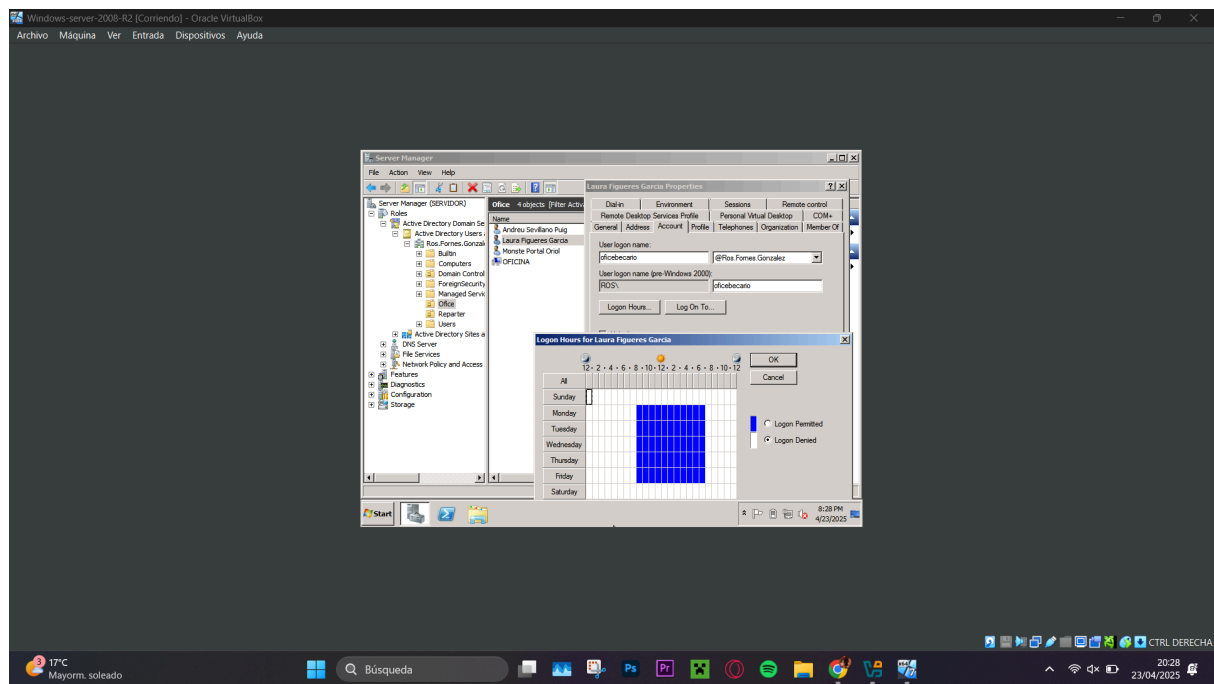 Windows-server-2008-R2 [Corriendo] - Oracle VirtualBox
Archivo Máquina Ver Entrada Dispositivos Ayuda
Server Manager
File Action View Help
Server Manager (SERVIDOR)
Roles
Active Directory Domain Se
Active Directory Users
Ros.Fornes.Gonzal
Builtin
Computers
Domain Control
ForeignSecurity
Managed Servic
Ofice
Reparter
Users
Active Directory Sites a
DNS Server
File Services
Network Policy and Access
Features
Diagnostics
Configuration
Storage
Ofice 4 objects [Filter Activ
Name
Andreu Sevillano Puig
Laura Figueres Garcia
Monste Portal Oriol
OFICINA
Laura Figueres Garcia Properties
Dial-in Environment Sessions Remote control
Remote Desktop Services Profile Personal Virtual Desktop COM+
General Address Account Profile Telephones Organization Member Of
User logon name:
oficebecario @Ros.Fornes.Gonzalez
User logon name (pre-Windows 2000):
ROS\ oficebecario
Logon Hours... Log On To...
Logon Hours for Laura Figueres Garcia
12 · 2 · 4 · 6 · 8 · 10 · 12 · 2 · 4 · 6 · 8 · 10 · 12
All
Sunday
Monday
Tuesday
Wednesday
Thursday
Friday
Saturday
OK
Cancel
Logon Permitted
Logon Denied
Start
8:28 PM
4/23/2025
CTRL DERECHA
3
17°C
Mayorm. soleado
Búsqueda
Ps
Pr
20:28
23/04/2025